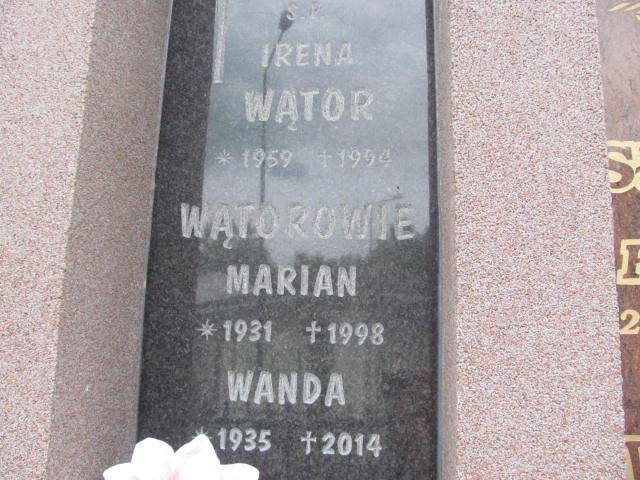 Ś.P.
IRENA
WĄTOR
* 1959 † 1994
WĄTOROWIE
MARIAN
* 1931 † 1998
WANDA
* 1935 † 2014